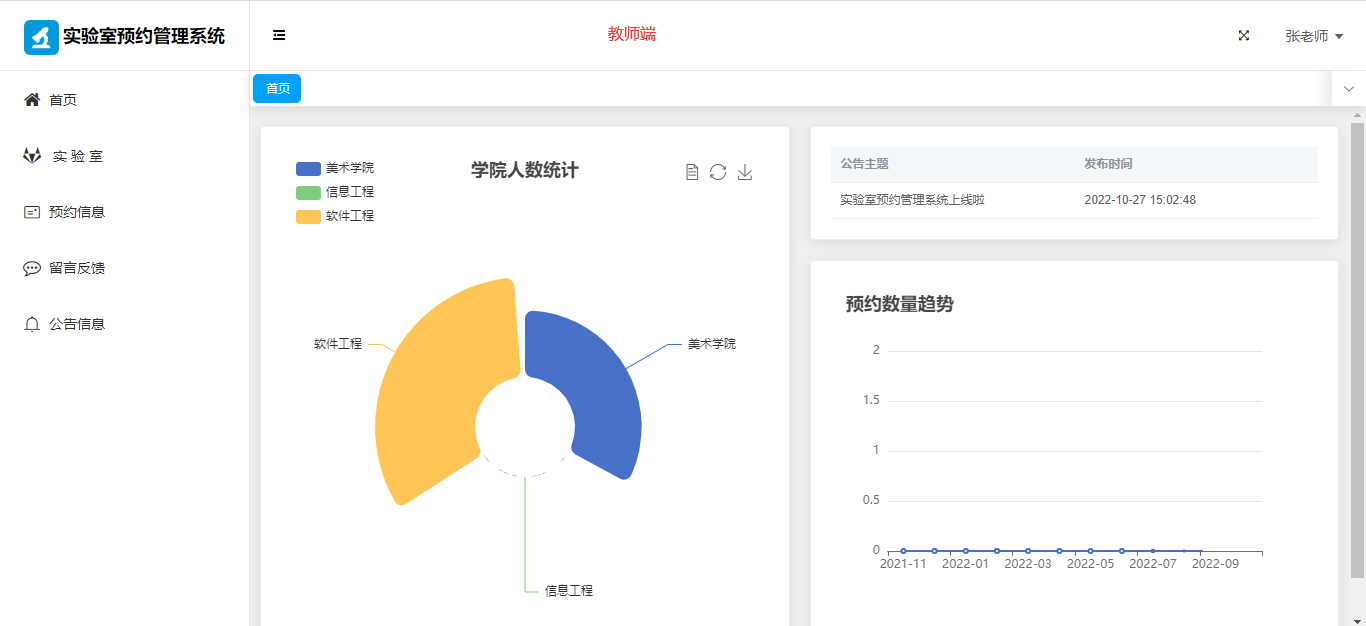 实验室预约管理系统
教师端
张老师
首页
首页
实 验 室
预约信息
留言反馈
公告信息
美术学院
信息工程
软件工程
学院人数统计
软件工程
美术学院
信息工程
公告主题 发布时间
实验室预约管理系统上线啦 2022-10-27 15:02:48
预约数量趋势
2
1.5
1
0.5
0
2021-11 2022-01 2022-03 2022-05 2022-07 2022-09